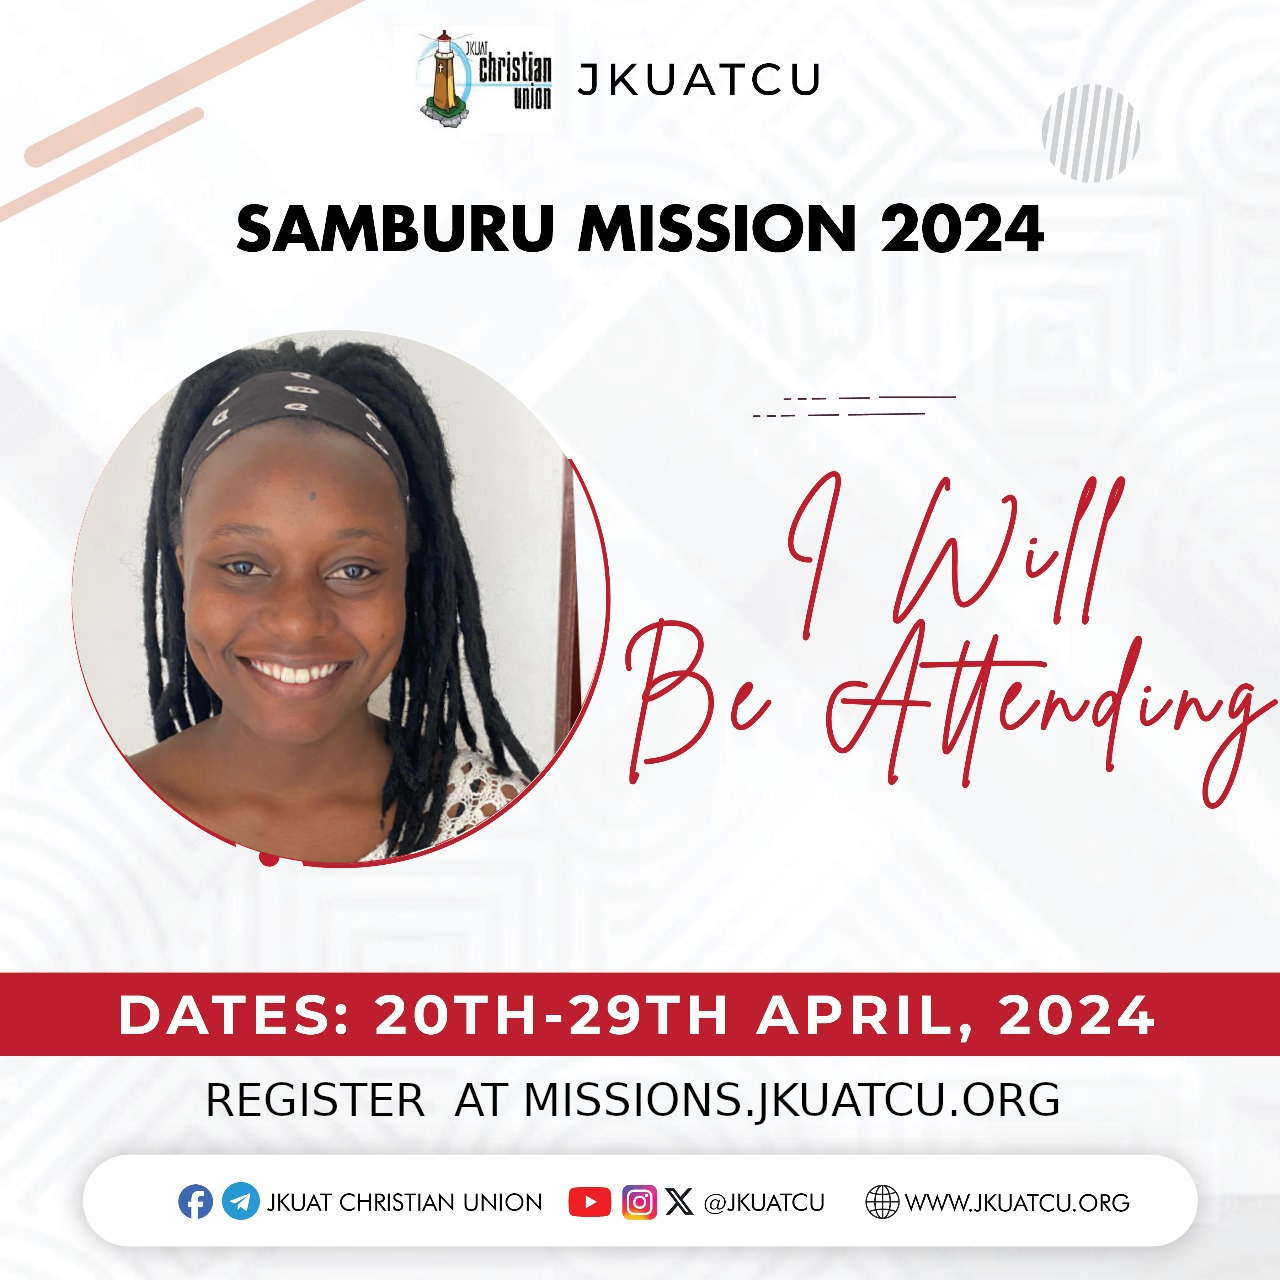 JKUAT
christian
union
JKUATCU
SAMBURU MISSION 2024
I Will
Be Attending
DATES: 20TH-29TH APRIL, 2024
REGISTER  AT MISSIONS.JKUATCU.ORG
JKUAT CHRISTIAN UNION @JKUATCU WWW.JKUATCU.ORG